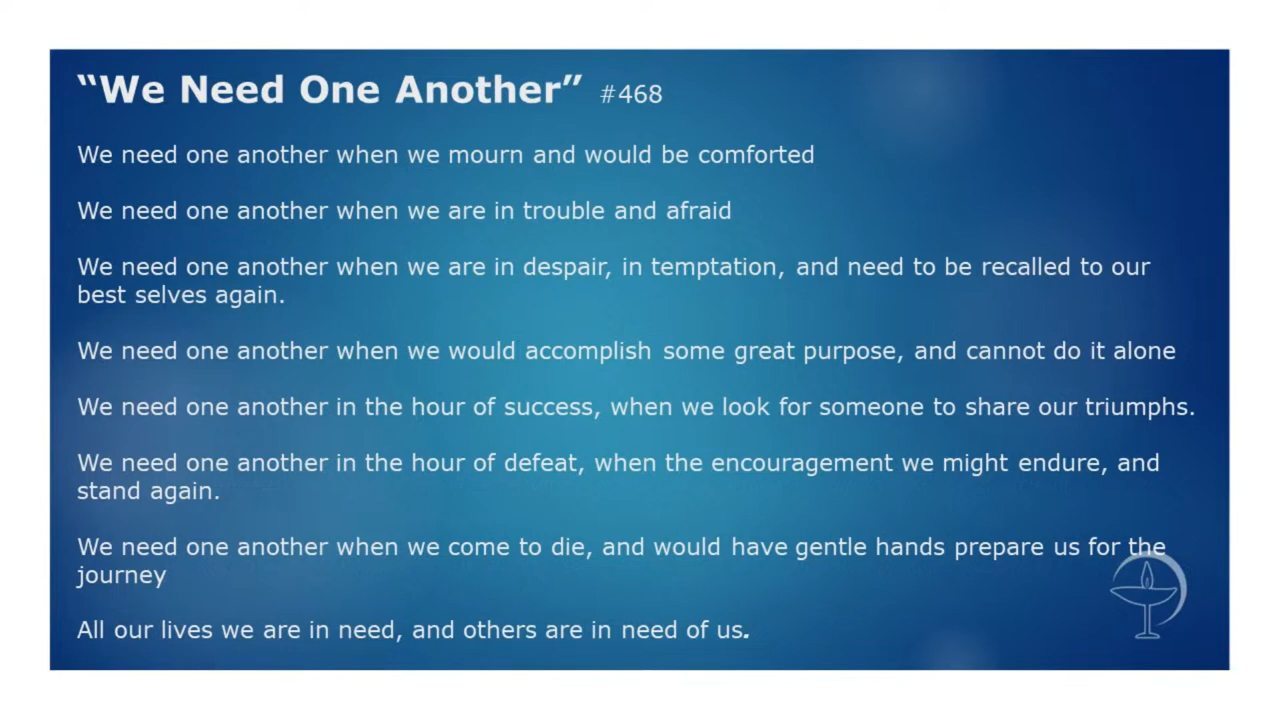 “We Need One Another” #468
We need one another when we mourn and would be comforted
We need one another when we are in trouble and afraid
We need one another when we are in despair, in temptation, and need to be recalled to our
best selves again.
We need one another when we would accomplish some great purpose, and cannot do it alone
We need one another in the hour of success, when we look for someone to share our triumphs.
We need one another in the hour of defeat, when the encouragement we might endure, and
stand again.
We need one another when we come to die, and would have gentle hands prepare us for the
journey
All our lives we are in need, and others are in need of us.